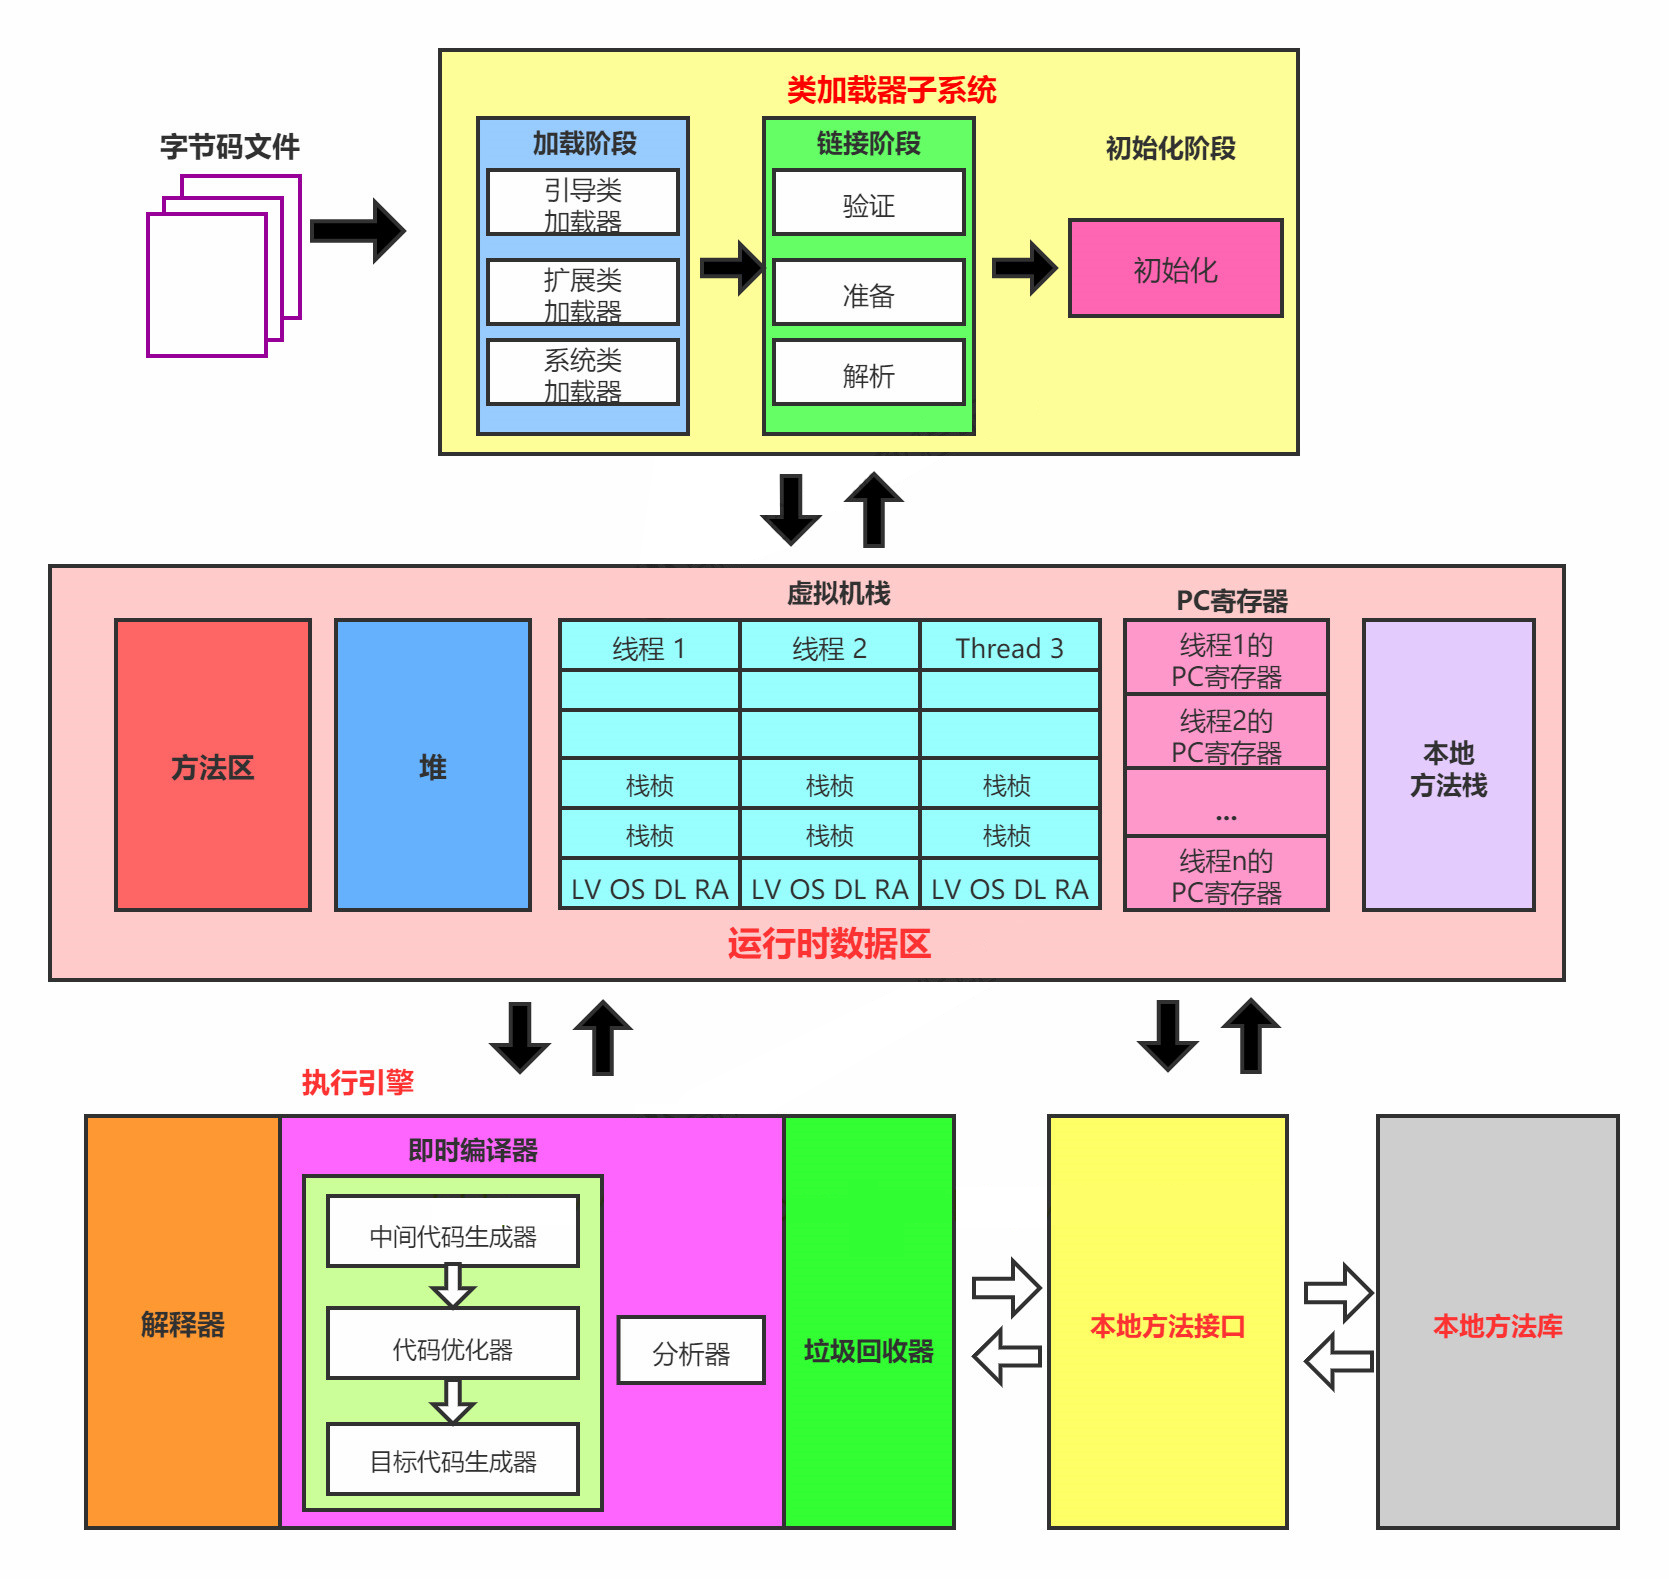 类加载器子系统
字节码文件
加载阶段
引导类
加载器
扩展类
加载器
系统类
加载器
链接阶段
验证
准备
解析
初始化阶段
初始化
虚拟机栈
PC寄存器
方法区
堆
线程 1
线程 2
Thread 3
栈桢
栈桢
栈桢
栈桢
栈桢
栈桢
LV OS DL RA
LV OS DL RA
LV OS DL RA
线程1的
PC寄存器
线程2的
PC寄存器
...
线程n的
PC寄存器
本地
方法栈
运行时数据区
执行引擎
解释器
即时编译器
中间代码生成器
代码优化器
目标代码生成器
分析器
垃圾回收器
本地方法接口
本地方法库